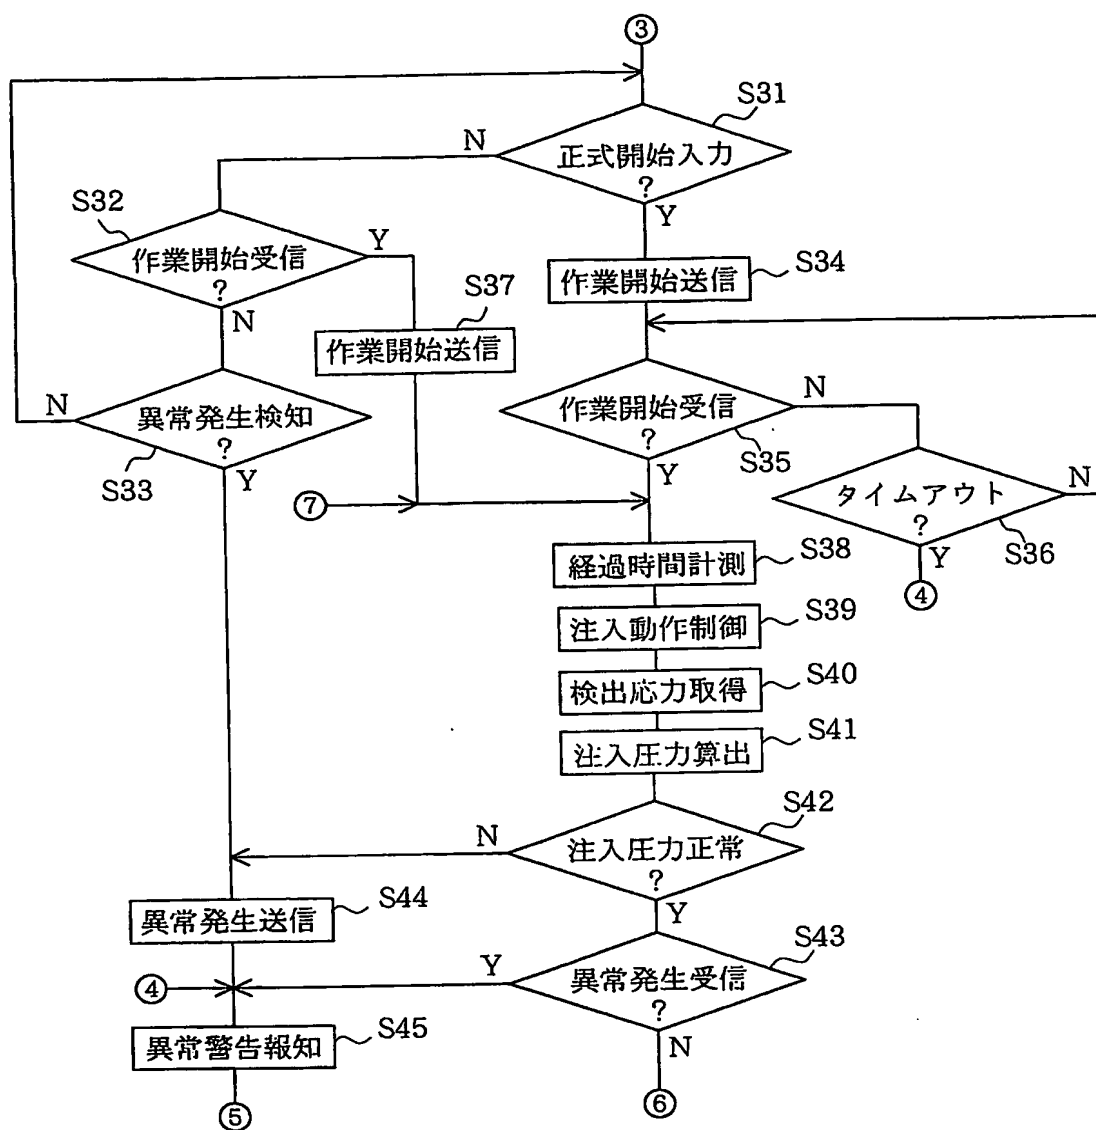 ③
S31
N
正式開始入力
?
Y
S32
作業開始受信
?
Y
N
S34
作業開始送信
S37
作業開始送信
N
異常発生検知
?
S33
Y
作業開始受信
?
N
S35
Y
⑦
タイムアウト
?
N
S36
Y
④
経過時間計測
S38
注入動作制御
S39
検出応力取得
S40
注入圧力算出
S41
S42
N
注入圧力正常
?
Y
異常発生送信
S44
S43
Y
異常発生受信
?
N
④
異常警告報知
S45
⑤
⑥